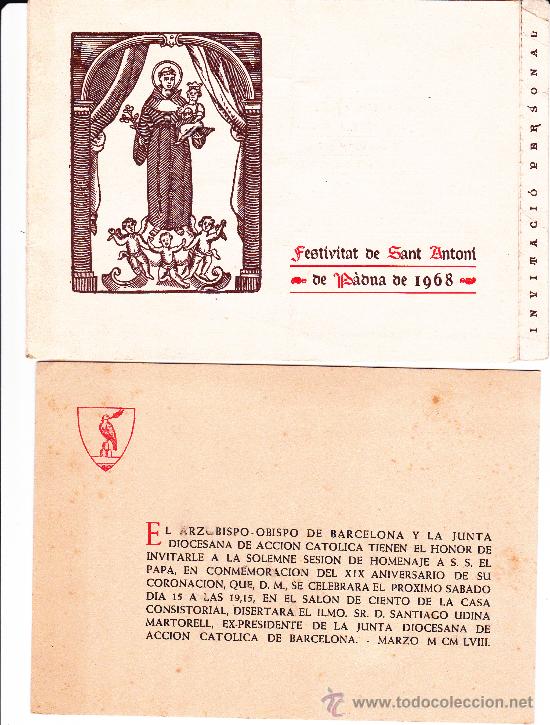 Festivitat de Sant Antoni
de Pàdua de 1968
INVITACIÓ PERSONAL
EL ARZOBISPO-OBISPO DE BARCELONA Y LA JUNTA
DIOCESANA DE ACCION CATOLICA TIENEN EL HONOR DE
INVITARLE A LA SOLEMNE SESION DE HOMENAJE A S. S. EL
PAPA, EN CONMEMORACION DEL XIX ANIVERSARIO DE SU
CORONACION, QUE, D. M., SE CELEBRARA EL PROXIMO SABADO
DIA 15 A LAS 19,15, EN EL SALON DE CIENTO DE LA CASA
CONSISTORIAL, DISERTARA EL ILMO. SR. D. SANTIAGO UDINA
MARTORELL, EX-PRESIDENTE DE LA JUNTA DIOCESANA DE
ACCION CATOLICA DE BARCELONA. - MARZO M CM LVIII.
www.todocoleccion.net